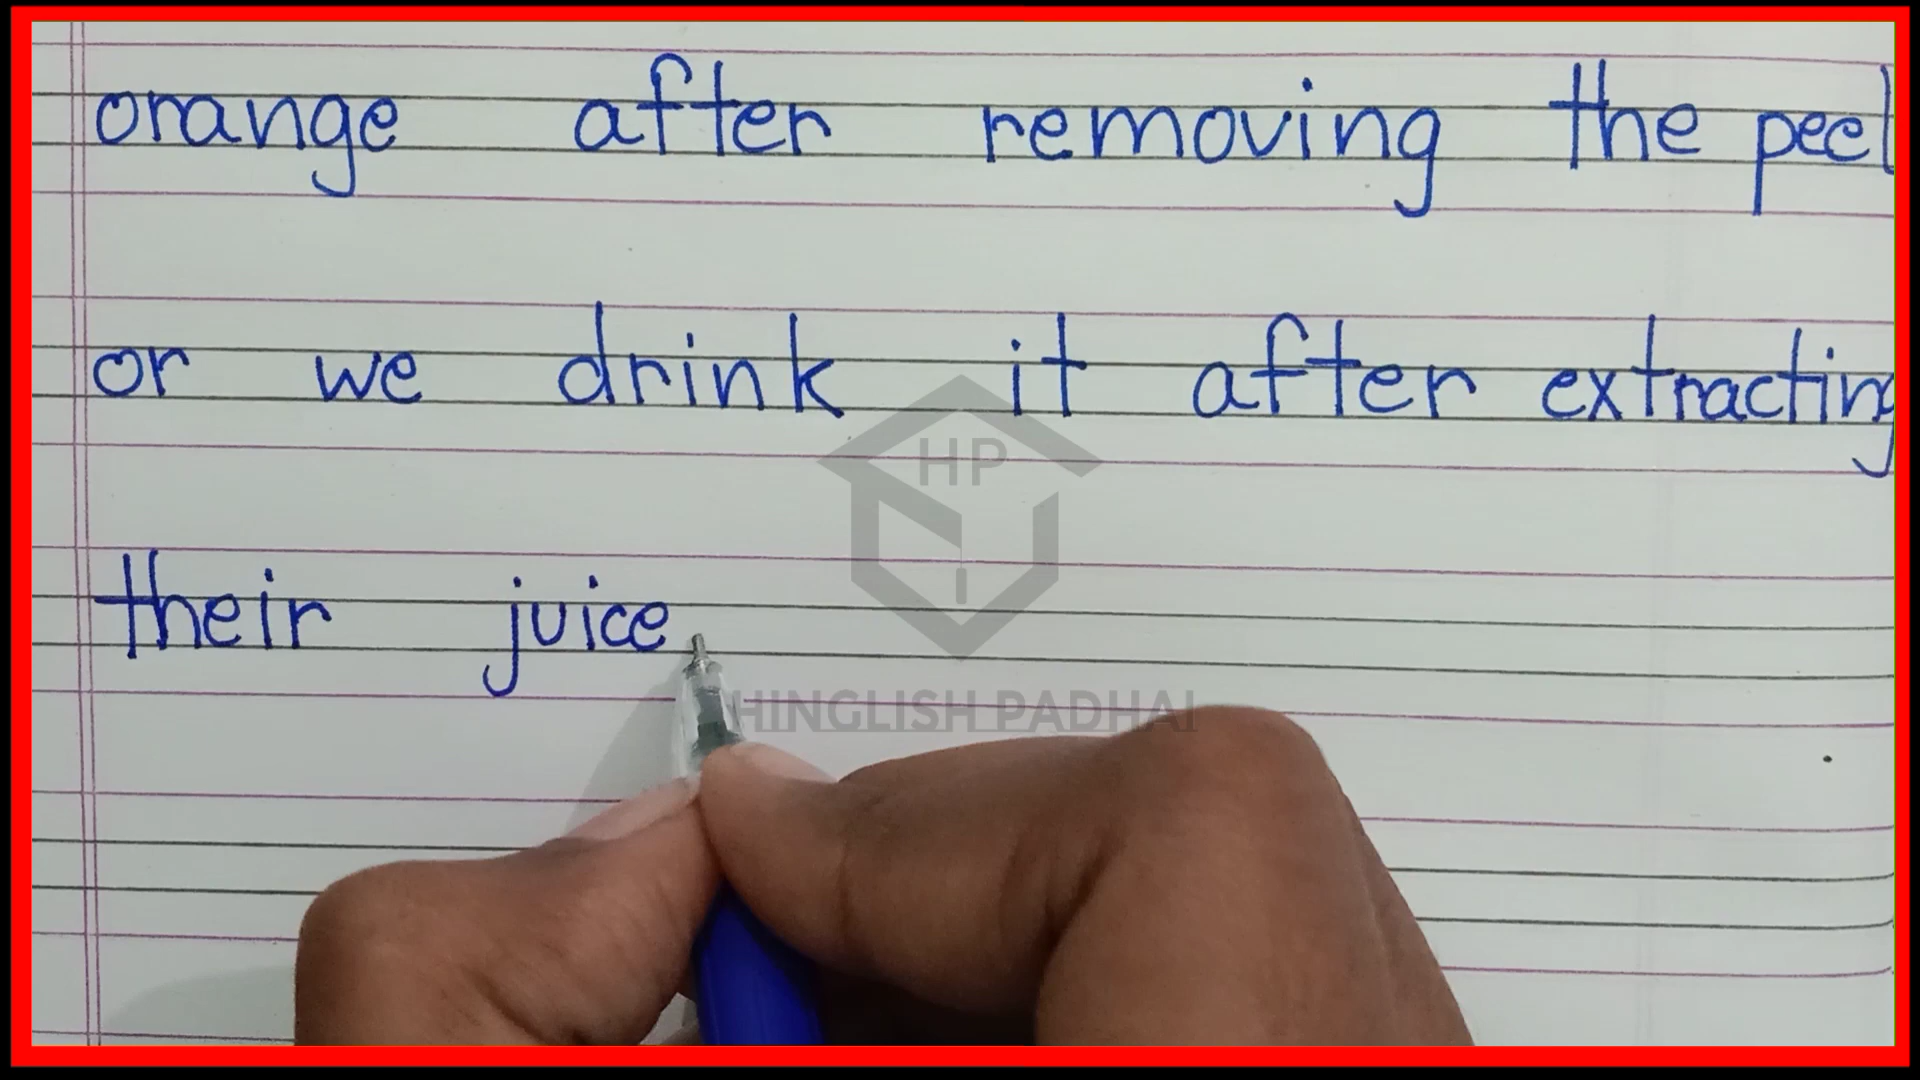 orange after removing the peel
or we drink it after extracting
their juice
HP
HINGLISH PADHAI